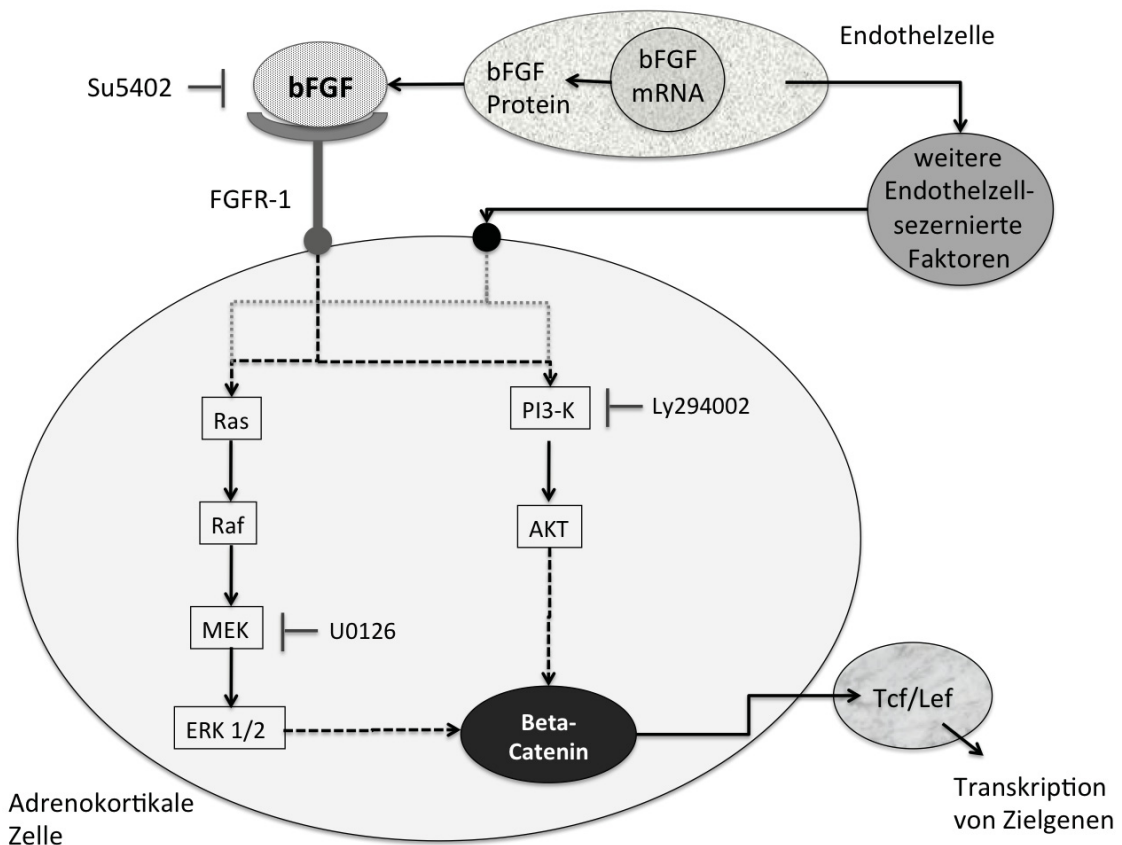 Endothelzelle
Su5402
bFGF
bFGF
Protein
bFGF
mRNA
weitere
Endothelzell-
sezernierte
Faktoren
FGFR-1
Ras
PI3-K
Ly294002
Raf
AKT
MEK
U0126
ERK 1/2
Beta-
Catenin
Tcf/Lef
Transkription
von Zielgenen
Adrenokortikale
Zelle